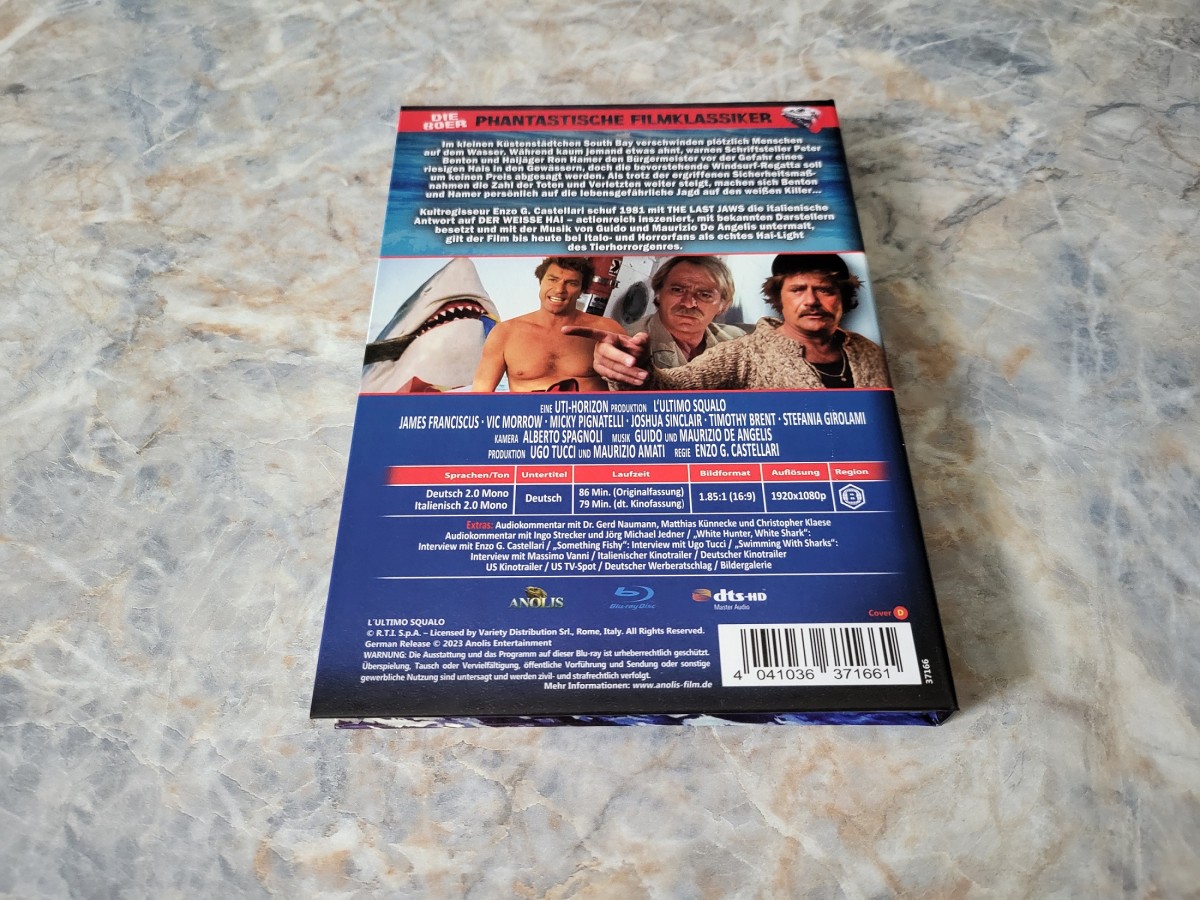 DIE 80ER PHANTASTISCHE FILMKLASSIKER
Im kleinen Küstenstädtchen South Bay verschwinden plötzlich Menschen
auf dem Wasser. Während kaum jemand etwas ahnt, warnen Schriftsteller Peter
Benton und Haijäger Ron Hamer den Bürgermeister vor der Gefahr eines
riesigen Hais in den Gewässern, doch die bevorstehende Windsurf-Regatta soll
um keinen Preis abgesagt werden. Als trotz der ergriffenen Sicherheitsmaß-
nahmen die Zahl der Toten und Verletzten weiter steigt, machen sich Benton
und Hamer persönlich auf die lebensgefährliche Jagd auf den weißen Killer...
Kultregisseur Enzo G. Castellari schuf 1981 mit THE LAST JAWS die italienische
Antwort auf DER WEISSE HAI – actionreich inszeniert, mit bekannten Darstellern
besetzt und mit der Musik von Guido und Maurizio De Angelis untermalt,
gilt der Film bis heute bei Italo- und Horrorfans als echtes Hai-Light
des Tierhorrorgenres.
EINE UTI-HORIZON PRODUKTION L'ULTIMO SQUALO
JAMES FRANCISCUS · VIC MORROW · MICKY PIGNATELLI · JOSHUA SINCLAIR · TIMOTHY BRENT · STEFANIA GIROLAMI
KAMERA ALBERTO SPAGNOLI MUSIK GUIDO UND MAURIZIO DE ANGELIS
PRODUKTION UGO TUCCI UND MAURIZIO AMATI REGIE ENZO G. CASTELLARI
Sprachen/Ton Untertitel Laufzeit Bildformat Auflösung Region
Deutsch 2.0 Mono
Italienisch 2.0 Mono
Deutsch
86 Min. (Originalfassung)
79 Min. (dt. Kinofassung)
1.85:1 (16:9)
1920x1080p
B
Extras: Audiokommentar mit Dr. Gerd Naumann, Matthias Künnecke und Christopher Klaese
Audiokommentar mit Ingo Strecker und Jörg Michael Jedner / „White Hunter, White Shark":
Interview mit Enzo G. Castellari / „Something Fishy": Interview mit Ugo Tucci / „Swimming With Sharks":
Interview mit Massimo Vanni / Italienischer Kinotrailer / Deutscher Kinotrailer
US Kinotrailer / US TV-Spot / Deutscher Werberatschlag / Bildergalerie
ANOLIS
Blu-ray Disc
dts-HD
Master Audio
Cover D
L'ULTIMO SQUALO
© R.T.I. S.p.A. – Licensed by Variety Distribution Srl., Rome, Italy. All Rights Reserved.
German Release © 2023 Anolis Entertainment
WARNUNG: Die Ausstattung und das Programm auf dieser Blu-ray ist urheberrechtlich geschützt.
Überspielung, Tausch oder Vervielfältigung, öffentliche Vorführung und Sendung oder sonstige
gewerbliche Nutzung sind untersagt und werden zivil- und strafrechtlich verfolgt.
Mehr Informationen: www.anolis-film.de
4 041036 371661
37166